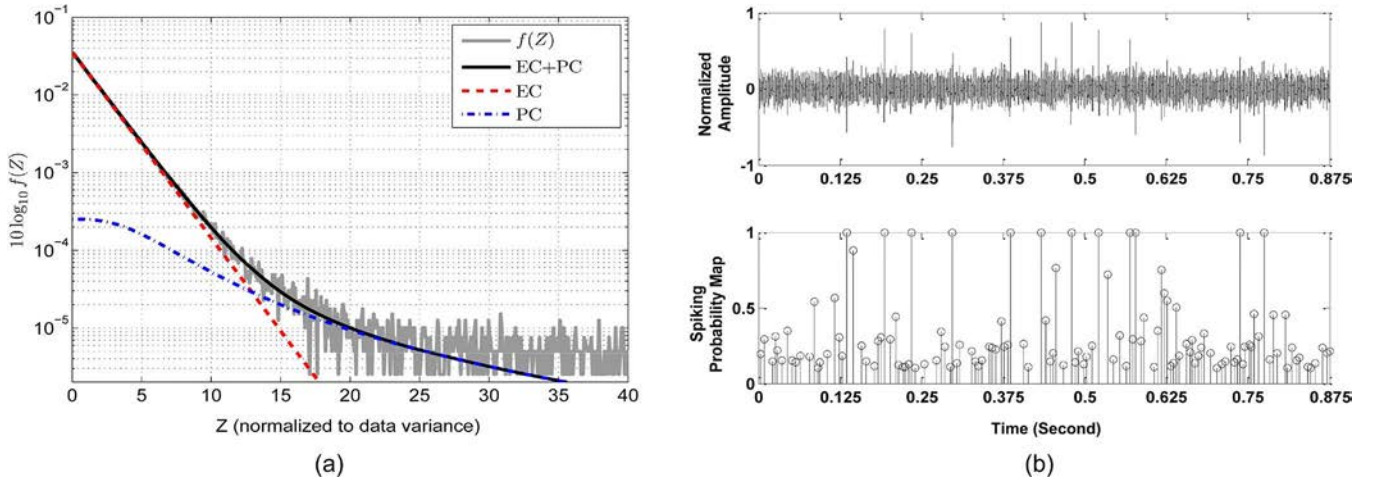 10⁻¹
10⁻²
10⁻³
10⁻⁴
10⁻⁵
10 log₁₀ f(Z)
f(Z)
EC+PC
EC
PC
0 5 10 15 20 25 30 35 40
Z (normalized to data variance)
(a)
Normalized
Amplitude
1
0
-1
0 0.125 0.25 0.375 0.5 0.625 0.75 0.875
Spiking
Probability Map
1
0.5
0
0 0.125 0.25 0.375 0.5 0.625 0.75 0.875
Time (Second)
(b)